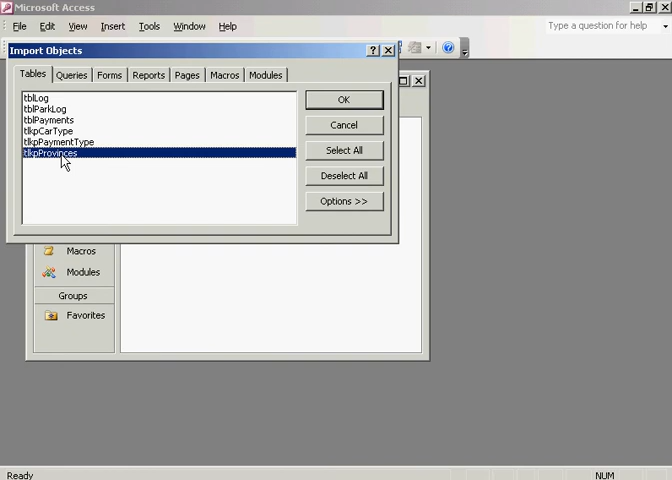 Microsoft Access
File Edit View Insert Tools Window Help
Type a question for help
Import Objects
Tables Queries Forms Reports Pages Macros Modules
tblLog
tblParkLog
tblPayments
tlkpCarType
tlkpPaymentType
tlkpProvinces
OK
Cancel
Select All
Deselect All
Options >>
Macros
Modules
Groups
Favorites
Ready NUM